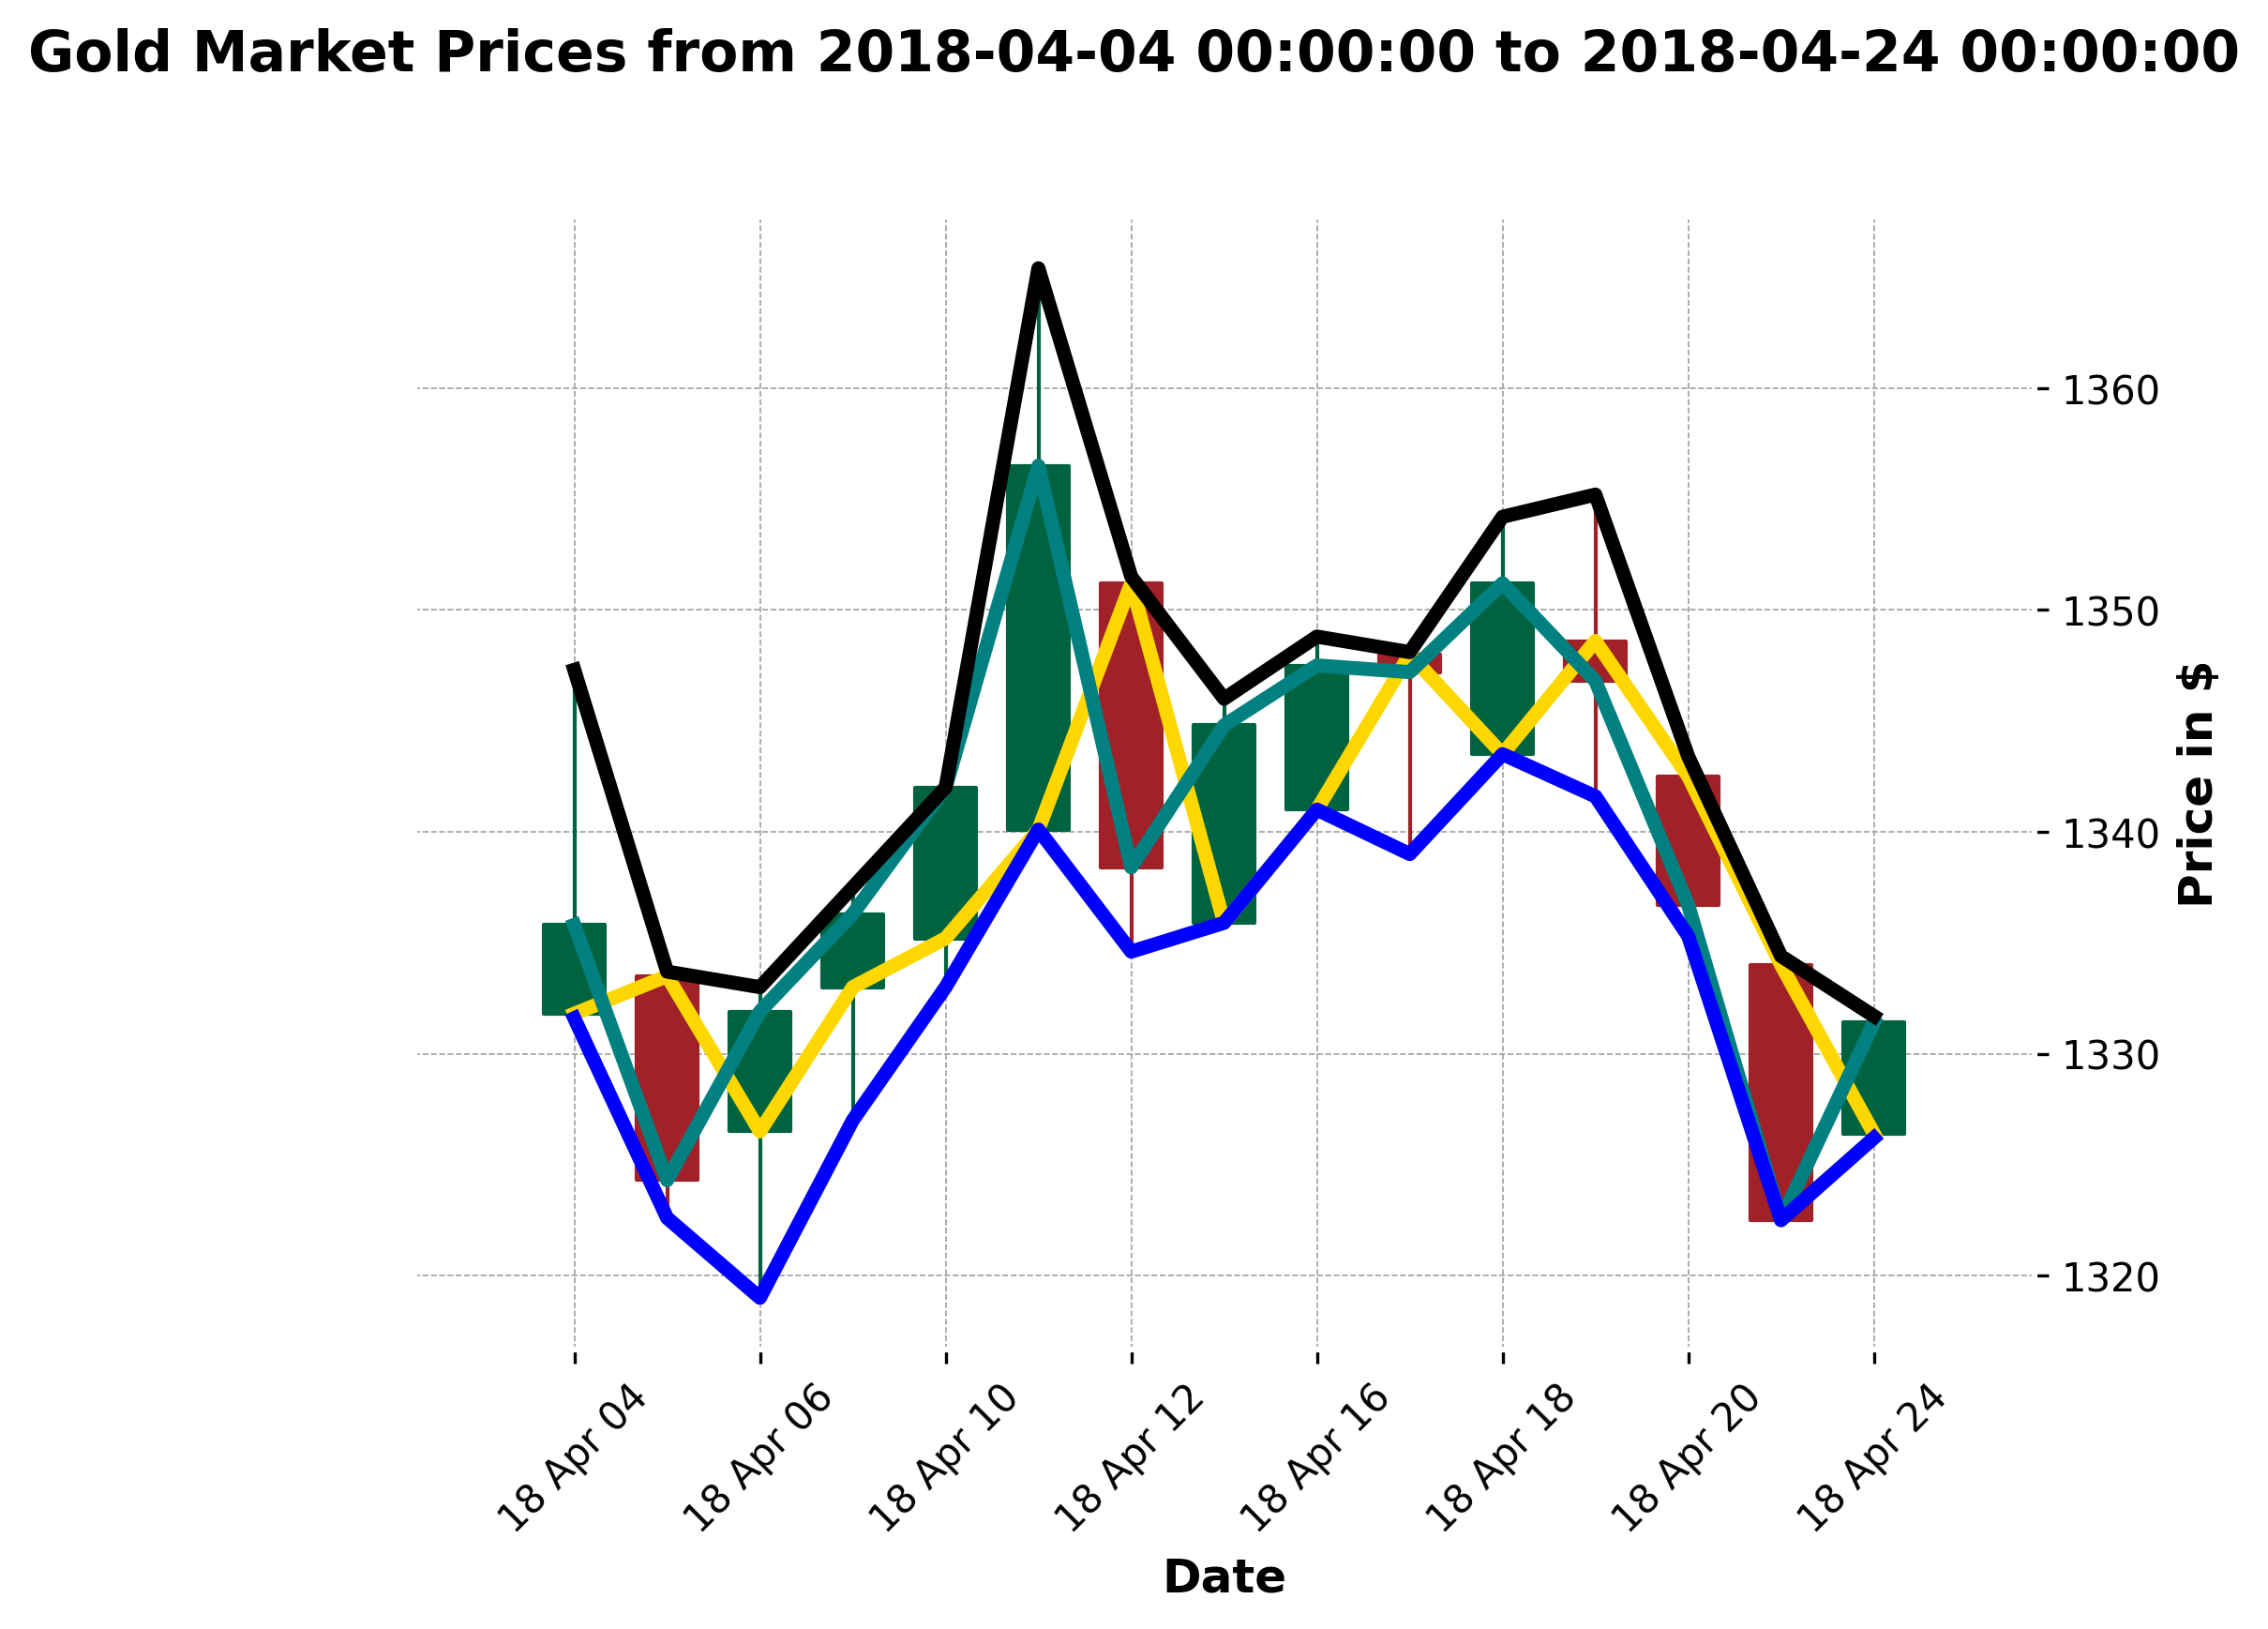 Gold Market Prices from 2018-04-04 00:00:00 to 2018-04-24 00:00:00
1360
1350
1340
1330
1320
Price in $
18 Apr 04
18 Apr 06
18 Apr 10
18 Apr 12
18 Apr 16
18 Apr 18
18 Apr 20
18 Apr 24
Date